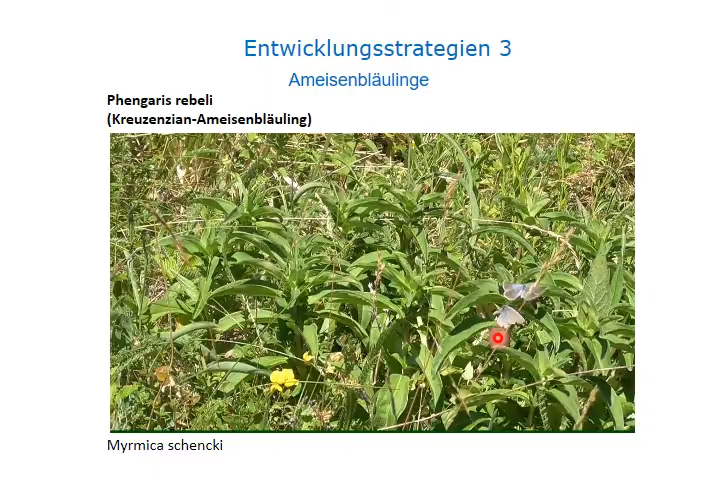 Entwicklungsstrategien 3
Ameisenbläulinge
Phengaris rebeli
(Kreuzenzian-Ameisenbläuling)
Myrmica schencki